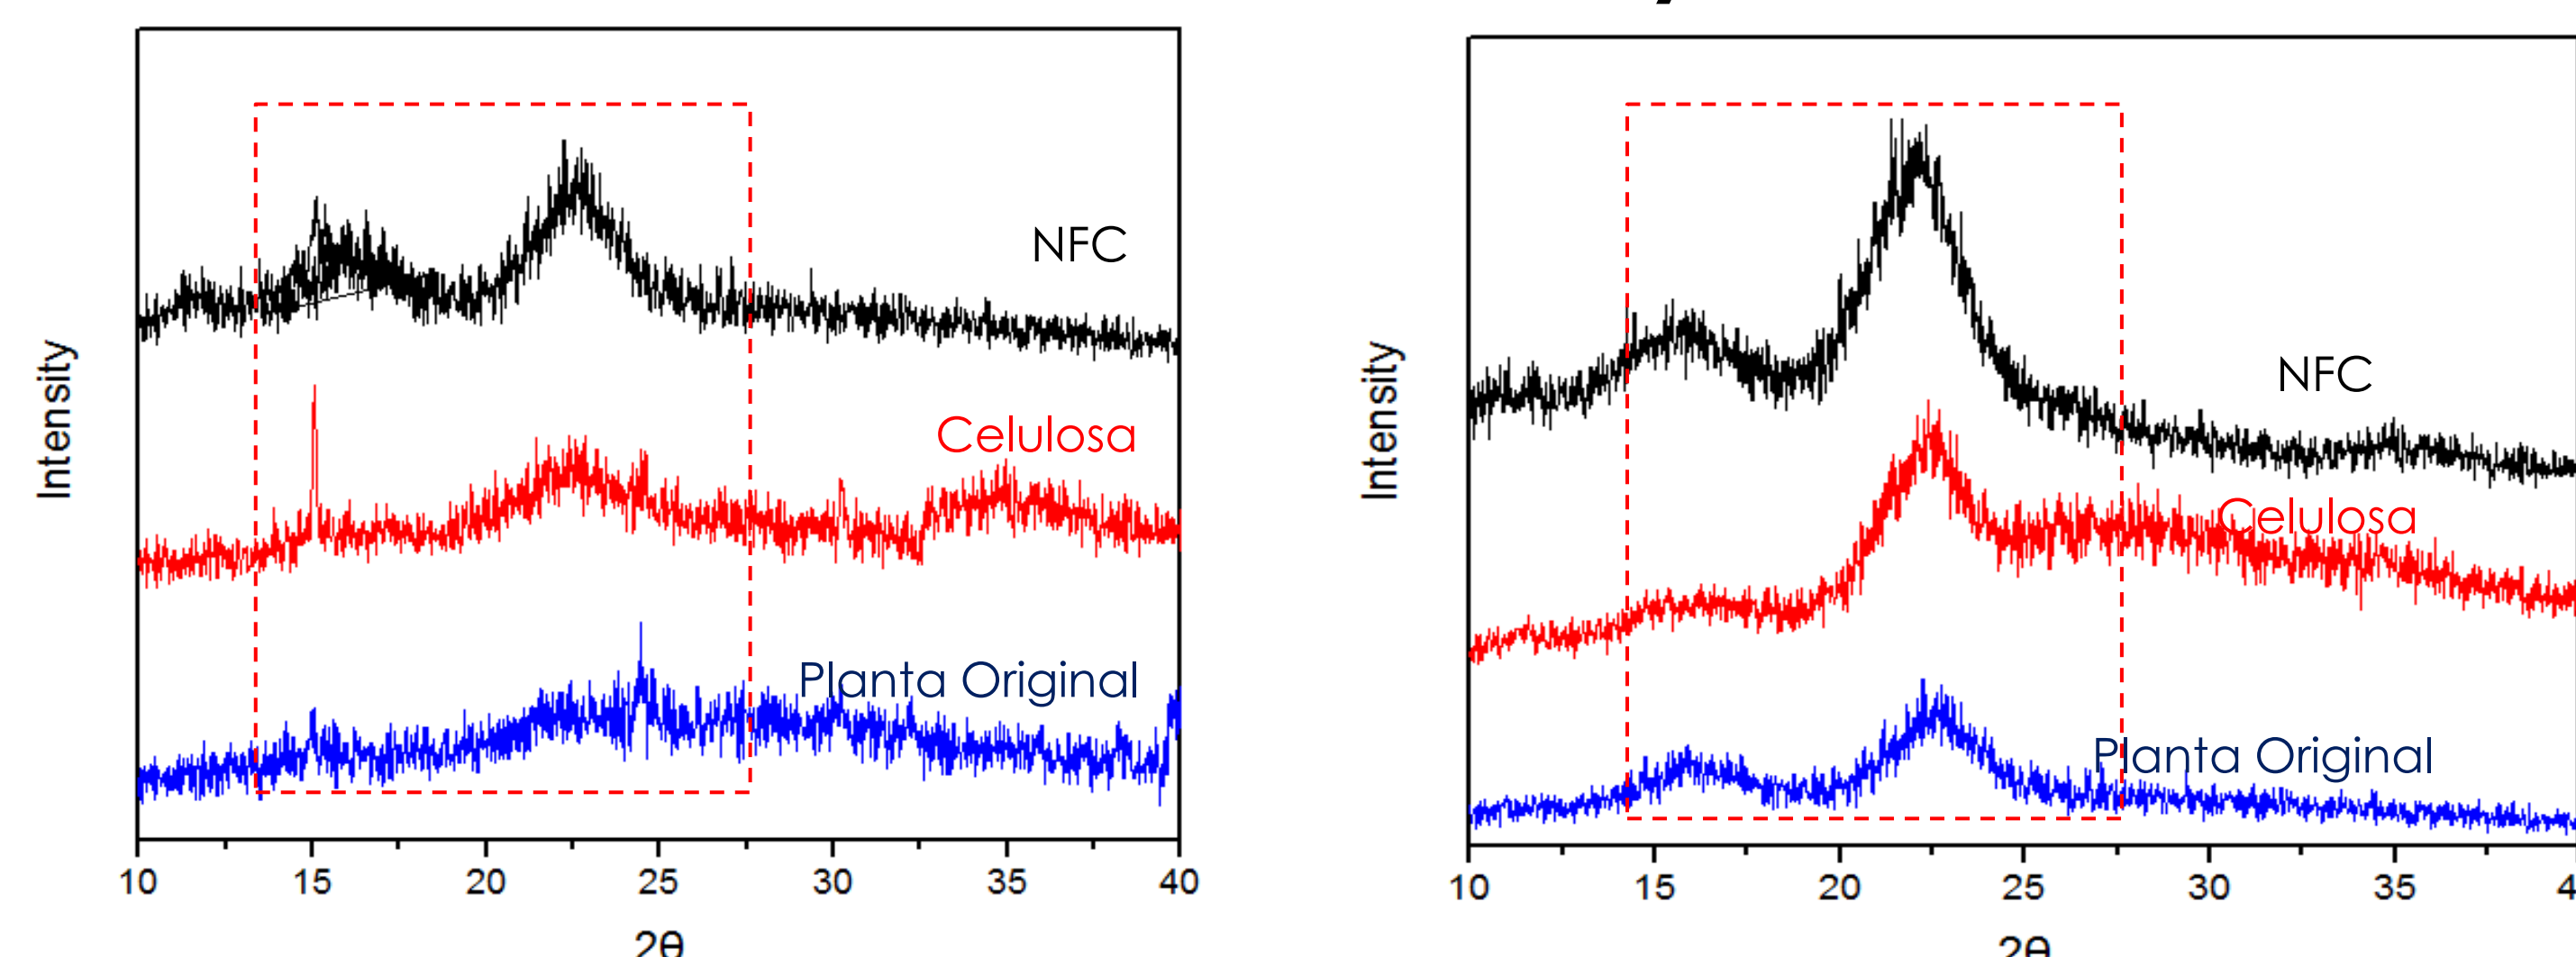 Intensity
NFC
Celulosa
Planta Original
10 15 20 25 30 35 40
2θ
Intensity
NFC
Celulosa
Planta Original
10 15 20 25 30 35
2θ